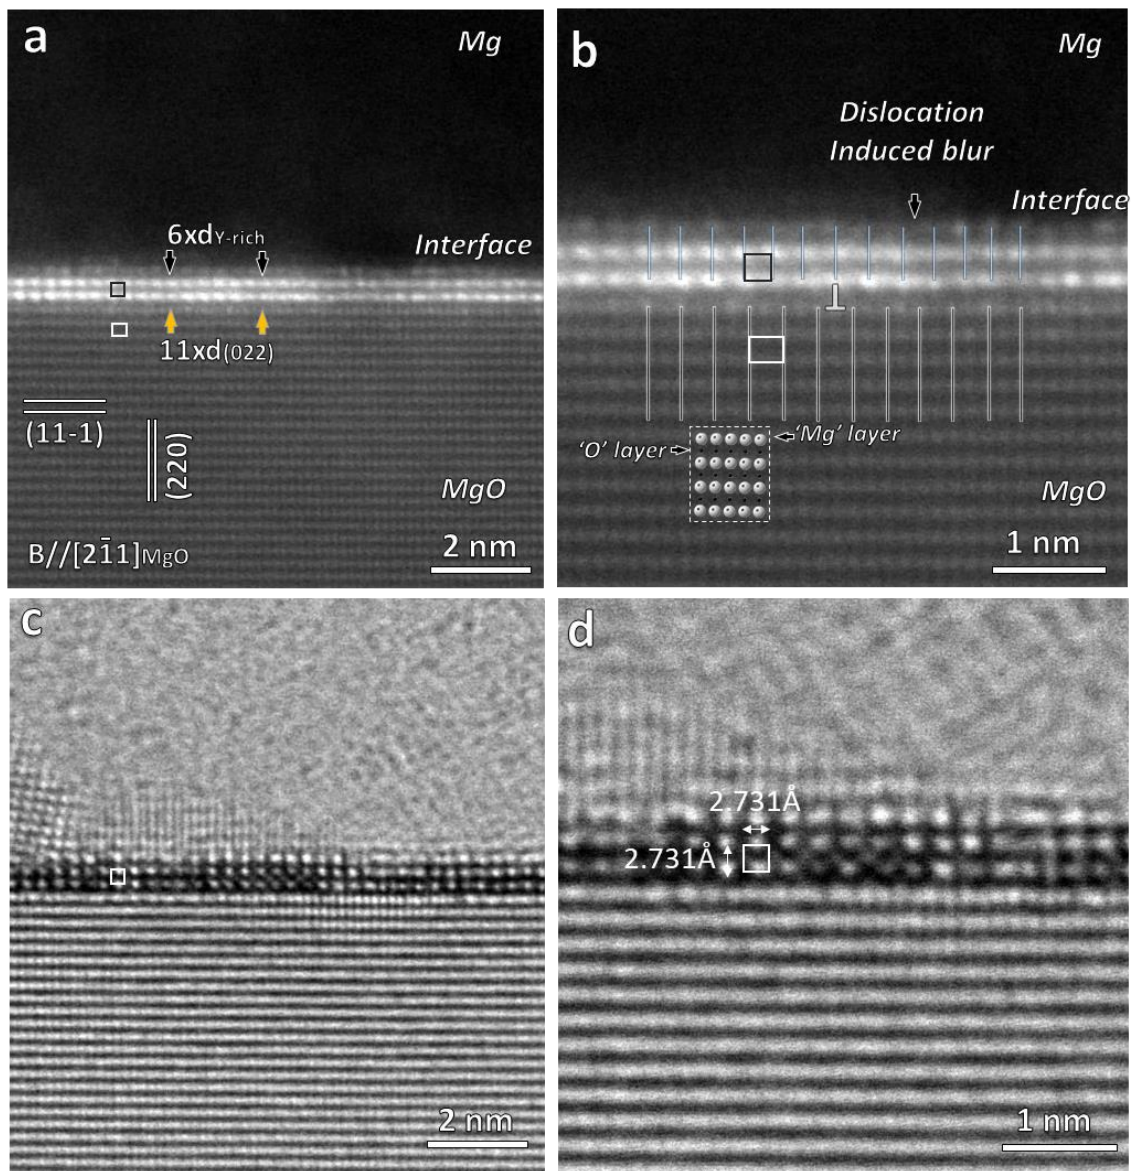 a
Mg
6xdY-rich
Interface
11xd(022)
(11-1)
(220)
MgO
B//[2̄11]MgO
2 nm
b
Mg
Dislocation
Induced blur
Interface
'Mg' layer
'O' layer
MgO
1 nm
c
2 nm
d
2.731Å
2.731Å
1 nm